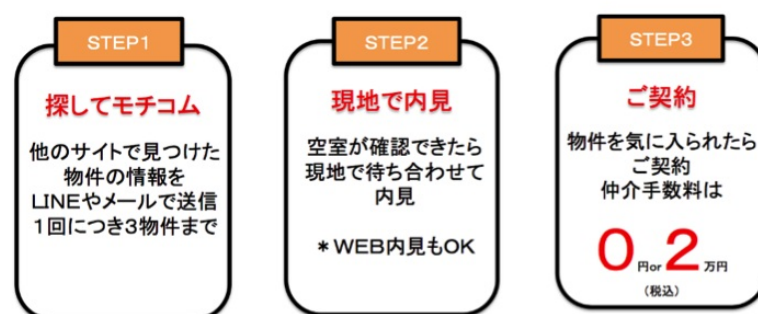 STEP1
探してモチコム
他のサイトで見つけた
物件の情報を
LINEやメールで送信
1回につき3物件まで
STEP2
現地で内見
空室が確認できたら
現地で待ち合わせて
内見
*WEB内見もOK
STEP3
ご契約
物件を気に入られたら
ご契約
仲介手数料は
0円or2万円
(税込)